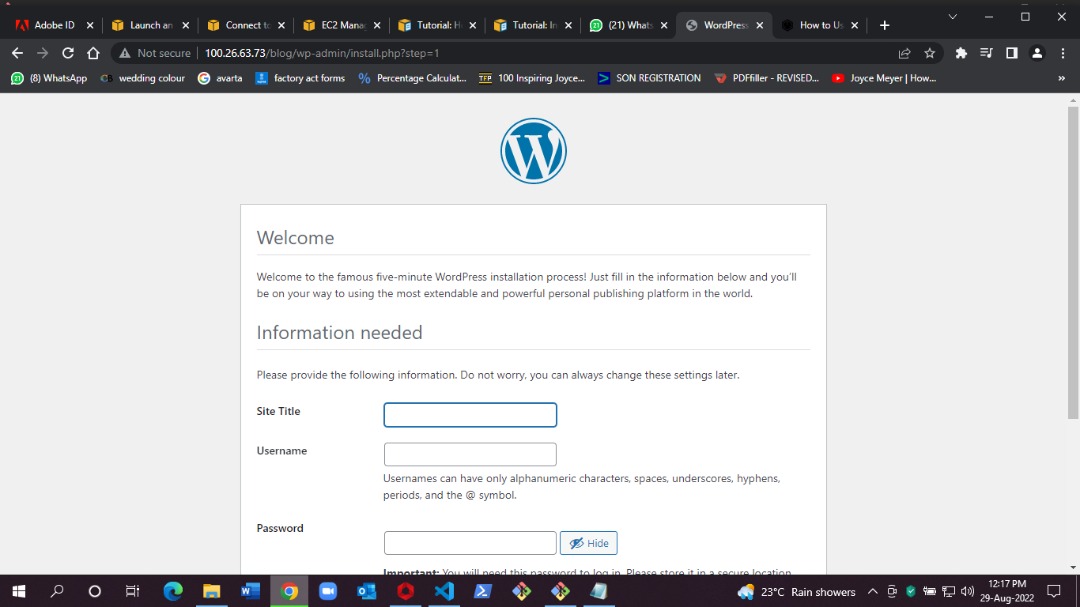 Adobe ID
Launch an
Connect to
EC2 Mana
Tutorial: H
Tutorial: In
(21) Whats
WordPress
How to Us
Not secure
100.26.63.73/blog/wp-admin/install.php?step=1
(8) WhatsApp
wedding colour
avarta
factory act forms
Percentage Calculat...
100 Inspiring Joyce...
SON REGISTRATION
PDFfiller - REVISED...
Joyce Meyer | How...
»
Welcome
Welcome to the famous five-minute WordPress installation process! Just fill in the information below and you'll
be on your way to using the most extendable and powerful personal publishing platform in the world.
Information needed
Please provide the following information. Do not worry, you can always change these settings later.
Site Title
Username
Usernames can have only alphanumeric characters, spaces, underscores, hyphens,
periods, and the @ symbol.
Password
Hide
Important: You will need this password to log in. Please store it in a secure location.
23°C Rain showers
12:17 PM
29-Aug-2022